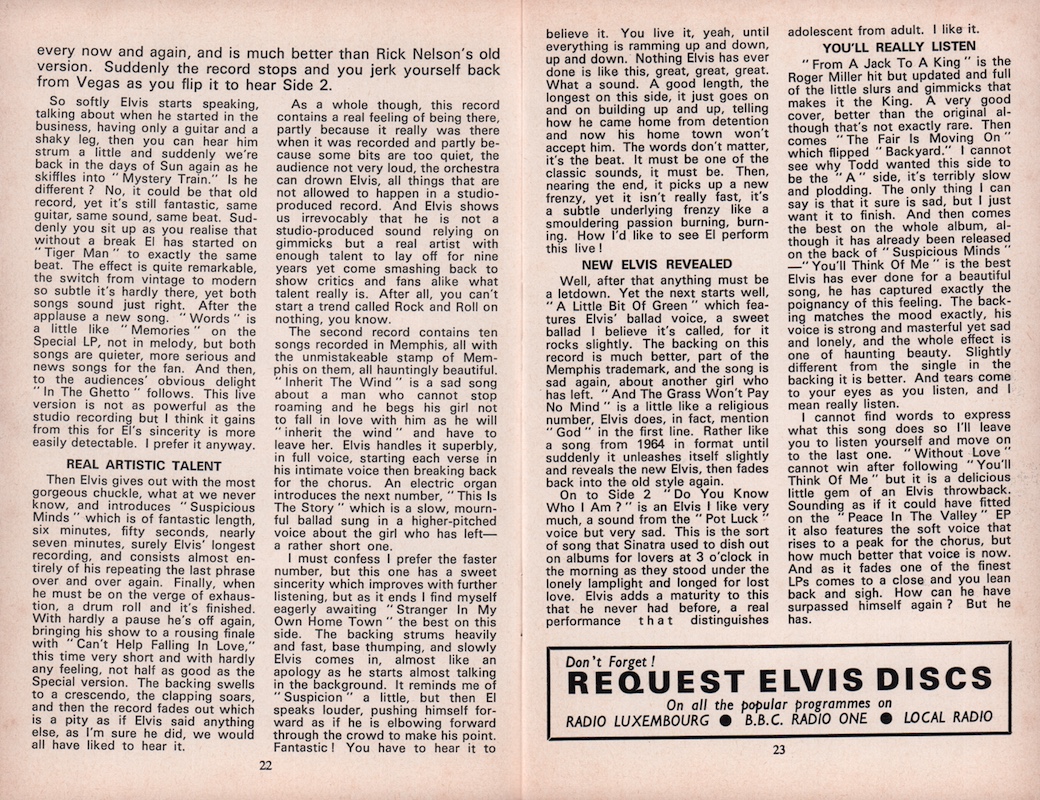 every now and again, and is much better than Rick Nelson's old
version. Suddenly the record stops and you jerk yourself back
from Vegas as you flip it to hear Side 2.
So softly Elvis starts speaking,
talking about when he started in the
business, having only a guitar and a
shaky leg, then you can hear him
strum a little and suddenly we're
back in the days of Sun again as he
skiffles into "Mystery Train." Is he
different? No, it could be that old
record, yet it's still fantastic, same
guitar, same sound, same beat. Sud-
denly you sit up as you realise that
without a break El has started on
"Tiger Man" to exactly the same
beat. The effect is quite remarkable,
the switch from vintage to modern
so subtle it's hardly there, yet both
songs sound just right. After the
applause a new song. "Words" is
a little like "Memories" on the
Special LP, not in melody, but both
songs are quieter, more serious and
news songs for the fan. And then,
to the audiences' obvious delight
"In The Ghetto" follows. This live
version is not as powerful as the
studio recording but I think it gains
from this for El's sincerity is more
easily detectable. I prefer it anyway.
REAL ARTISTIC TALENT
Then Elvis gives out with the most
gorgeous chuckle, what at we never
know, and introduces "Suspicious
Minds" which is of fantastic length,
six minutes, fifty seconds, nearly
seven minutes, surely Elvis' longest
recording, and consists almost en-
tirely of his repeating the last phrase
over and over again. Finally, when
he must be on the verge of exhaus-
tion, a drum roll and it's finished.
With hardly a pause he's off again,
bringing his show to a rousing finale
with "Can't Help Falling In Love,"
this time very short and with hardly
any feeling, not half as good as the
Special version. The backing swells
to a crescendo, the clapping soars,
and then the record fades out which
is a pity as if Elvis said anything
else, as I'm sure he did, we would
all have liked to hear it.
As a whole though, this record
contains a real feeling of being there,
partly because it really was there
when it was recorded and partly be-
cause some bits are too quiet, the
audience not very loud, the orchestra
can drown Elvis, all things that are
not allowed to happen in a studio-
produced record. And Elvis shows
us irrevocably that he is not a
studio-produced sound relying on
gimmicks but a real artist with
enough talent to lay off for nine
years yet come smashing back to
show critics and fans alike what
talent really is. After all, you can't
start a trend called Rock and Roll on
nothing, you know.
The second record contains ten
songs recorded in Memphis, all with
the unmistakeable stamp of Mem-
phis on them, all hauntingly beautiful.
"Inherit The Wind" is a sad song
about a man who cannot stop
roaming and he begs his girl not
to fall in love with him as he will
"inherit the wind" and have to
leave her. Elvis handles it superbly,
in full voice, starting each verse in
his intimate voice then breaking back
for the chorus. An electric organ
introduces the next number, "This Is
The Story" which is a slow, mourn-
ful ballad sung in a higher-pitched
voice about the girl who has left—
a rather short one.
I must confess I prefer the faster
number, but this one has a sweet
sincerity which improves with further
listening, but as it ends I find myself
eagerly awaiting "Stranger In My
Own Home Town" the best on this
side. The backing strums heavily
and fast, base thumping, and slowly
Elvis comes in, almost like an
apology as he starts almost talking
in the background. It reminds me of
"Suspicion" a little, but then El
speaks louder, pushing himself for-
ward as if he is elbowing forward
through the crowd to make his point.
Fantastic! You have to hear it to
22
believe it. You live it, yeah, until
everything is ramming up and down,
up and down. Nothing Elvis has ever
done is like this, great, great, great.
What a sound. A good length, the
longest on this side, it just goes on
and on building up and up, telling
how he came home from detention
and now his home town won't
accept him. The words don't matter,
it's the beat. It must be one of the
classic sounds, it must be. Then,
nearing the end, it picks up a new
frenzy, yet it isn't really fast, it's
a subtle underlying frenzy like a
smouldering passion burning, burn-
ing. How I'd like to see El perform
this live!
NEW ELVIS REVEALED
Well, after that anything must be
a letdown. Yet the next starts well,
"A Little Bit Of Green" which fea-
tures Elvis' ballad voice, a sweet
ballad I believe it's called, for it
rocks slightly. The backing on this
record is much better, part of the
Memphis trademark, and the song is
sad again, about another girl who
has left. "And The Grass Won't Pay
No Mind" is a little like a religious
number, Elvis does, in fact, mention
"God" in the first line. Rather like
a song from 1964 in format until
suddenly it unleashes itself slightly
and reveals the new Elvis, then fades
back into the old style again.
On to Side 2 "Do You Know
Who I Am?" is an Elvis I like very
much, a sound from the "Pot Luck"
voice but very sad. This is the sort
of song that Sinatra used to dish out
on albums for lovers at 3 o'clock in
the morning as they stood under the
lonely lamplight and longed for lost
love. Elvis adds a maturity to this
that he never had before, a real
performance that distinguishes
adolescent from adult. I like it.
YOU'LL REALLY LISTEN
"From A Jack To A King" is the
Roger Miller hit but updated and full
of the little slurs and gimmicks that
makes it the King. A very good
cover, better than the original al-
though that's not exactly rare. Then
comes "The Fair Is Moving On"
which flipped "Backyard." I cannot
see why Todd wanted this side to
be the "A" side, it's terribly slow
and plodding. The only thing I can
say is that it sure is sad, but I just
want it to finish. And then comes
the best on the whole album, al-
though it has already been released
on the back of "Suspicious Minds"
—"You'll Think Of Me" is the best
Elvis has ever done for a beautiful
song, he has captured exactly the
poignancy of this feeling. The back-
ing matches the mood exactly, his
voice is strong and masterful yet sad
and lonely, and the whole effect is
one of haunting beauty. Slightly
different from the single in the
backing it is better. And tears come
to your eyes as you listen, and I
mean really listen.
I cannot find words to express
what this song does so I'll leave
you to listen yourself and move on
to the last one. "Without Love"
cannot win after following "You'll
Think Of Me" but it is a delicious
little gem of an Elvis throwback.
Sounding as if it could have fitted
on the "Peace In The Valley" EP
it also features the soft voice that
rises to a peak for the chorus, but
how much better that voice is now.
And as it fades one of the finest
LPs comes to a close and you lean
back and sigh. How can he have
surpassed himself again? But he
has.
Don't Forget!
REQUEST ELVIS DISCS
On all the popular programmes on
RADIO LUXEMBOURG ● B.B.C. RADIO ONE ● LOCAL RADIO
23